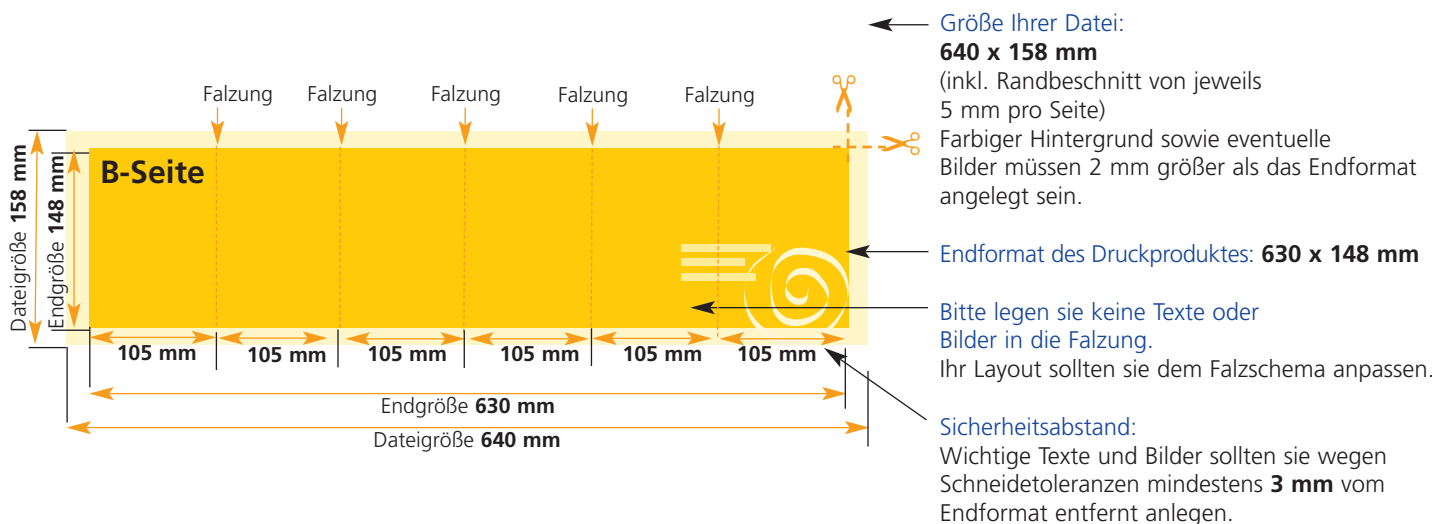 Größe Ihrer Datei:
640 x 158 mm
(inkl. Randbeschnitt von jeweils
5 mm pro Seite)
Farbiger Hintergrund sowie eventuelle
Bilder müssen 2 mm größer als das Endformat
angelegt sein.
Falzung Falzung Falzung Falzung Falzung
B-Seite
Dateigröße 158 mm
Endgröße 148 mm
Endformat des Druckproduktes: 630 x 148 mm
Bitte legen sie keine Texte oder
Bilder in die Falzung.
Ihr Layout sollten sie dem Falzschema anpassen.
105 mm 105 mm 105 mm 105 mm 105 mm 105 mm
Endgröße 630 mm
Dateigröße 640 mm
Sicherheitsabstand:
Wichtige Texte und Bilder sollten sie wegen
Schneidetoleranzen mindestens 3 mm vom
Endformat entfernt anlegen.